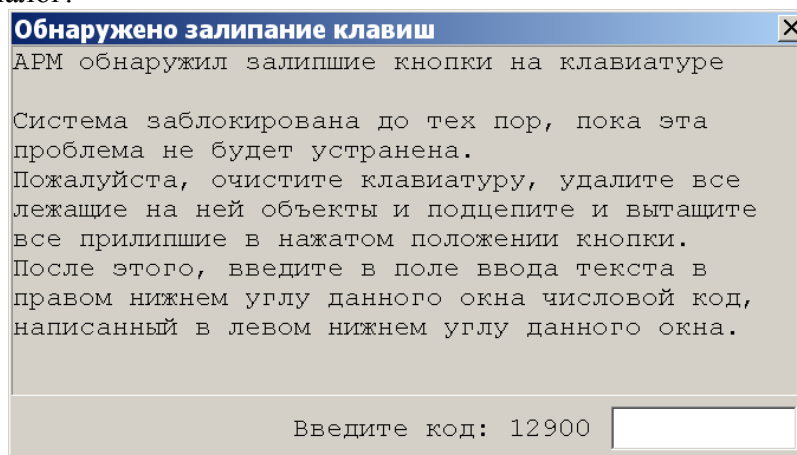 Обнаружено залипание клавиш
АРМ обнаружил залипшие кнопки на клавиатуре
Система заблокирована до тех пор, пока эта
проблема не будет устранена.
Пожалуйста, очистите клавиатуру, удалите все
лежащие на ней объекты и подцепите и вытащите
все прилипшие в нажатом положении кнопки.
После этого, введите в поле ввода текста в
правом нижнем углу данного окна числовой код,
написанный в левом нижнем углу данного окна.
Введите код: 12900